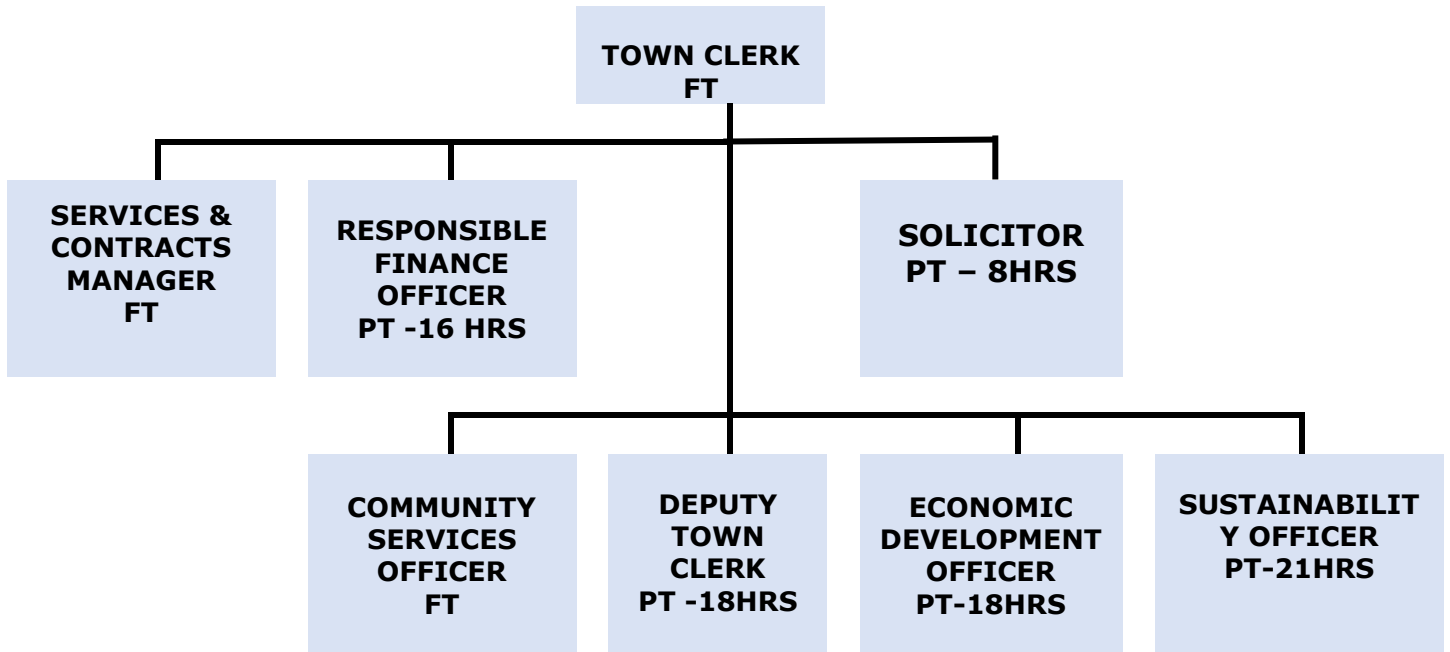 TOWN CLERK
FT
SERVICES &
CONTRACTS
MANAGER
FT
RESPONSIBLE
FINANCE
OFFICER
PT -16 HRS
SOLICITOR
PT – 8HRS
COMMUNITY
SERVICES
OFFICER
FT
DEPUTY
TOWN
CLERK
PT -18HRS
ECONOMIC
DEVELOPMENT
OFFICER
PT-18HRS
SUSTAINABILIT
Y OFFICER
PT-21HRS